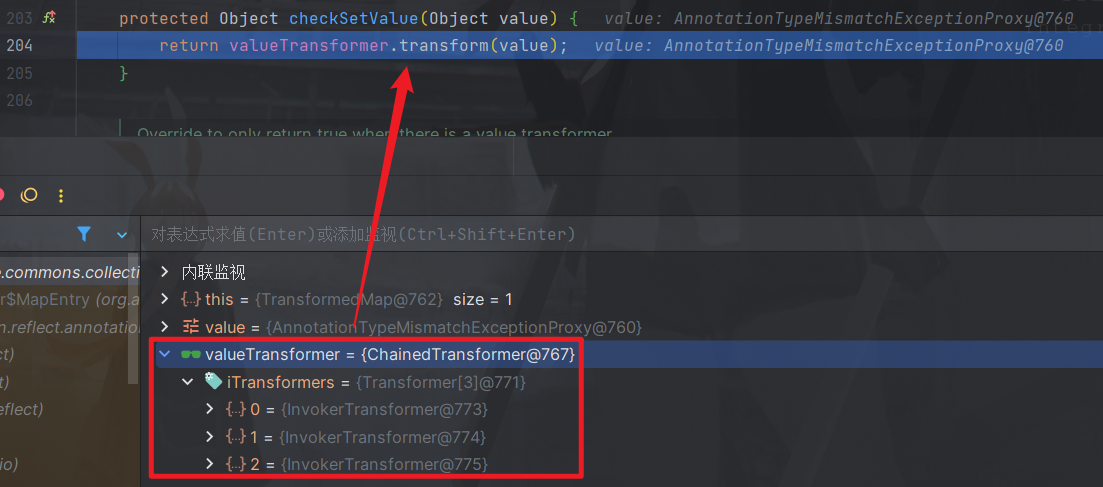 203 protected Object checkSetValue(Object value) { value: AnnotationTypeMismatchExceptionProxy@760
204 return valueTransformer.transform(value); value: AnnotationTypeMismatchExceptionProxy@760
205 }
206
Override to only return true when there is a value transformer
对表达式求值(Enter)或添加监视(Ctrl+Shift+Enter)
e.commons.collecti
内联监视
r$MapEntry (org.a
this = {TransformedMap@762} size = 1
n.reflect.annotation
value = {AnnotationTypeMismatchExceptionProxy@760}
ct)
valueTransformer = {ChainedTransformer@767}
t)
iTransformers = {Transformer[3]@771}
eflect)
0 = {InvokerTransformer@773}
1 = {InvokerTransformer@774}
io)
2 = {InvokerTransformer@775}